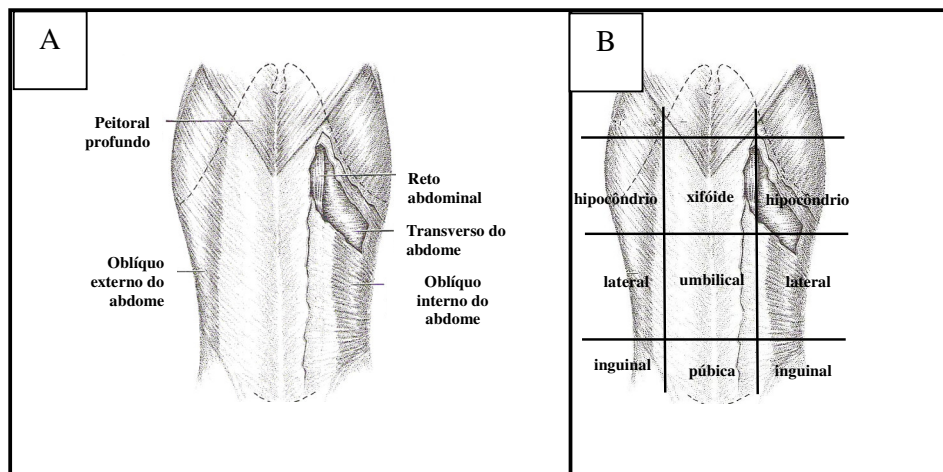 A
Peitoral
profundo
Reto
abdominal
Transverso do
abdome
Oblíquo
externo do
abdome
Oblíquo
interno do
abdome
B
hipocôndrio xifóide hipocôndrio
lateral umbilical lateral
inguinal púbica inguinal